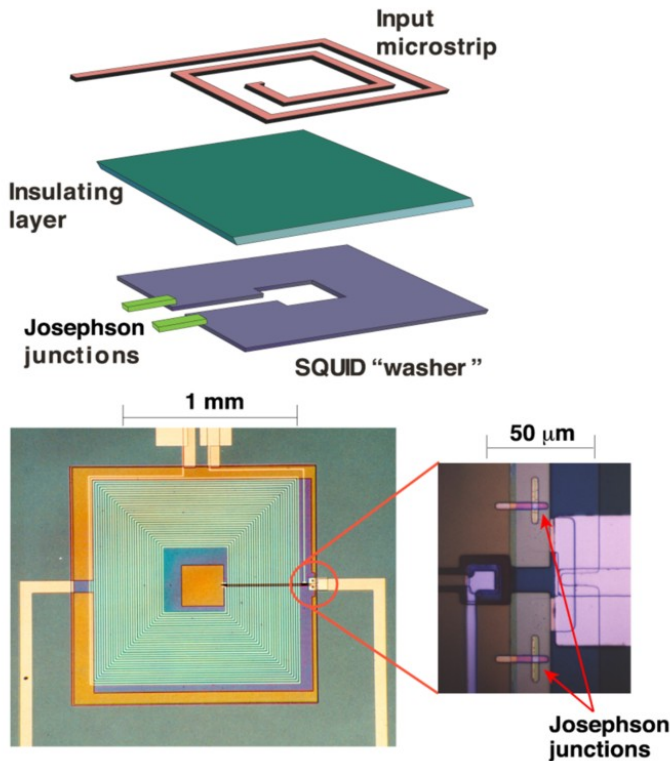 Input
microstrip
Insulating
layer
Josephson
junctions
SQUID “washer ”
1 mm
50 μm
Josephson
junctions